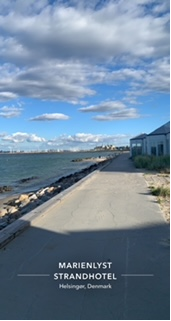 MARIENLYST
STRANDHOTEL
Helsingør, Denmark